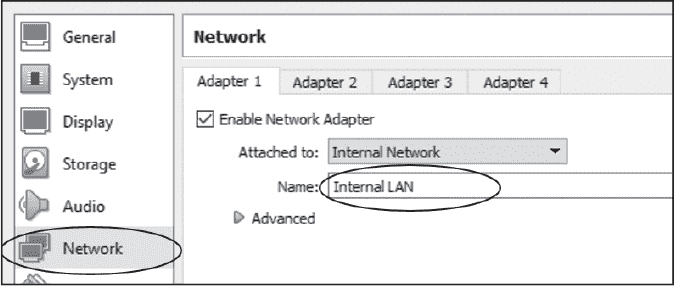 General
System
Display
Storage
Audio
Network
Network
Adapter 1 Adapter 2 Adapter 3 Adapter 4
Enable Network Adapter
Attached to: Internal Network
Name: Internal LAN
Advanced